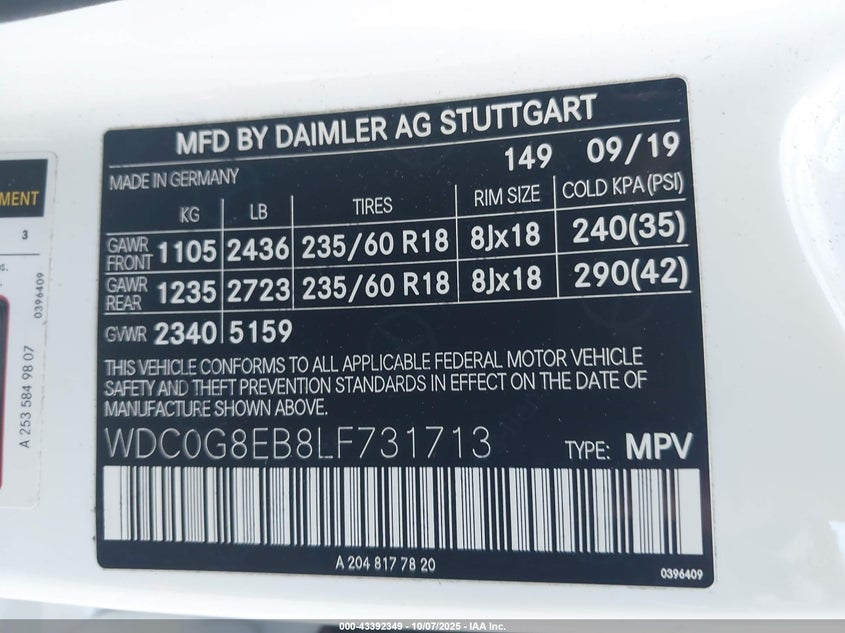 MFD BY DAIMLER AG STUTTGART
149 09/19
MADE IN GERMANY
KG LB TIRES RIM SIZE COLD KPA (PSI)
GAWR FRONT 1105 2436 235/60 R18 8Jx18 240(35)
GAWR REAR 1235 2723 235/60 R18 8Jx18 290(42)
GVWR 2340 5159
THIS VEHICLE CONFORMS TO ALL APPLICABLE FEDERAL MOTOR VEHICLE
SAFETY AND THEFT PREVENTION STANDARDS IN EFFECT ON THE DATE OF
MANUFACTURE SHOWN ABOVE.
WDC0G8EB8LF731713 TYPE: MPV
A 204 817 78 20
0396409
3
0396409
A 253 584 98 07
000-43392349 - 10/07/2025 - IAA Inc.